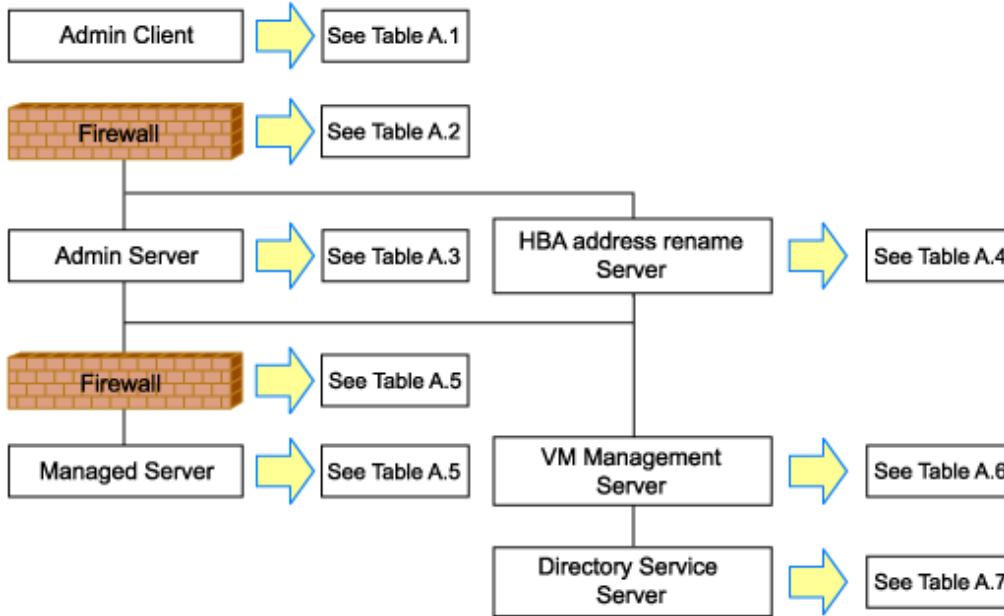 Admin Client
See Table A.1
Firewall
See Table A.2
Admin Server
See Table A.3
HBA address rename
Server
See Table A.4
Firewall
See Table A.5
Managed Server
See Table A.5
VM Management
Server
See Table A.6
Directory Service
Server
See Table A.7